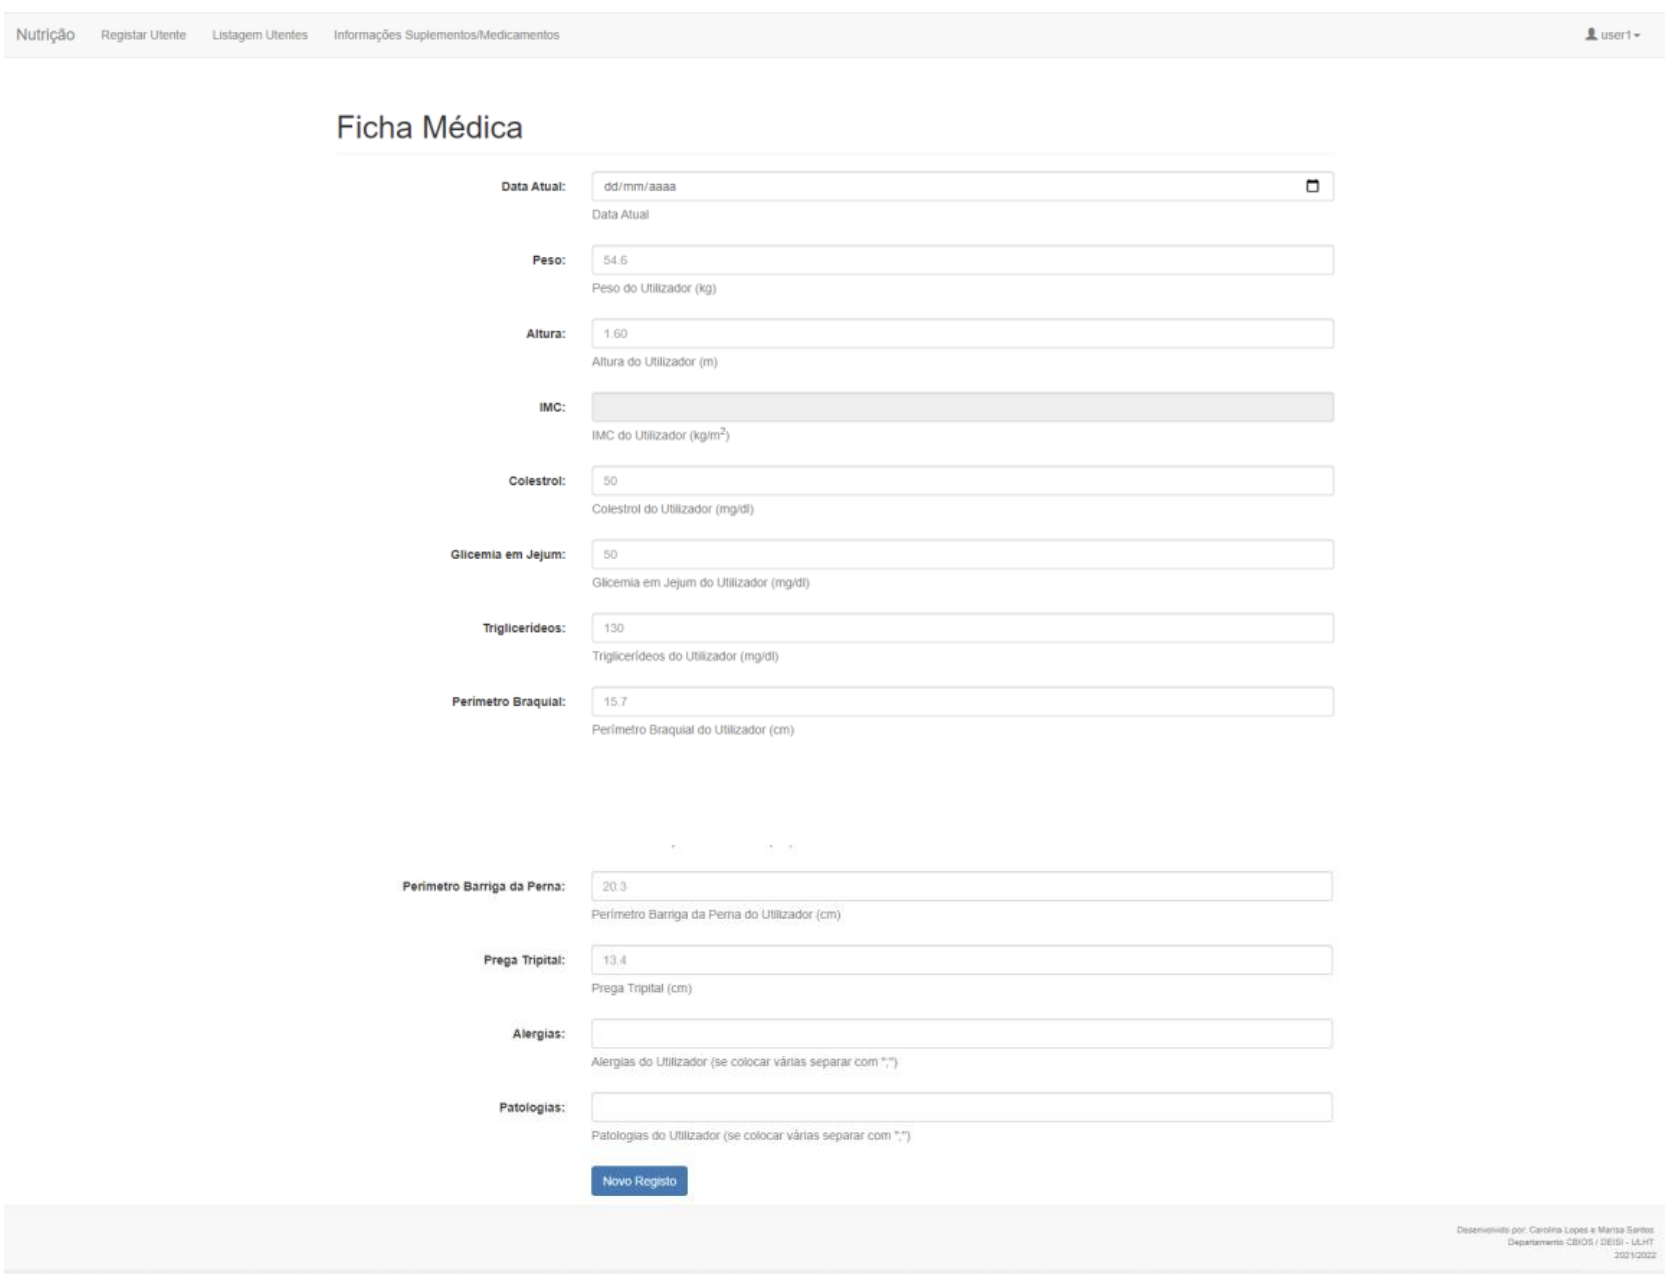 Nutrição Registar Utente Listagem Utentes Informações Suplementos/Medicamentos user1
Ficha Médica
Data Atual: dd/mm/aaaa
Data Atual
Peso: 54.6
Peso do Utilizador (kg)
Altura: 1.60
Altura do Utilizador (m)
IMC:
IMC do Utilizador (kg/m²)
Colestrol: 50
Colestrol do Utilizador (mg/dl)
Glicemia em Jejum: 50
Glicemia em Jejum do Utilizador (mg/dl)
Triglicerídeos: 130
Triglicerídeos do Utilizador (mg/dl)
Perímetro Braquial: 15.7
Perímetro Braquial do Utilizador (cm)
Perímetro Barriga da Perna: 20.3
Perímetro Barriga da Perna do Utilizador (cm)
Prega Tripital: 13.4
Prega Tripital (cm)
Alergias:
Alergias do Utilizador (se colocar várias separar com ";")
Patologias:
Patologias do Utilizador (se colocar várias separar com ";")
Novo Registo
Desenvolvido por: Carolina Lopes e Marisa Santos
Departamento CBIOS / DEISI - ULHT
2021/2022